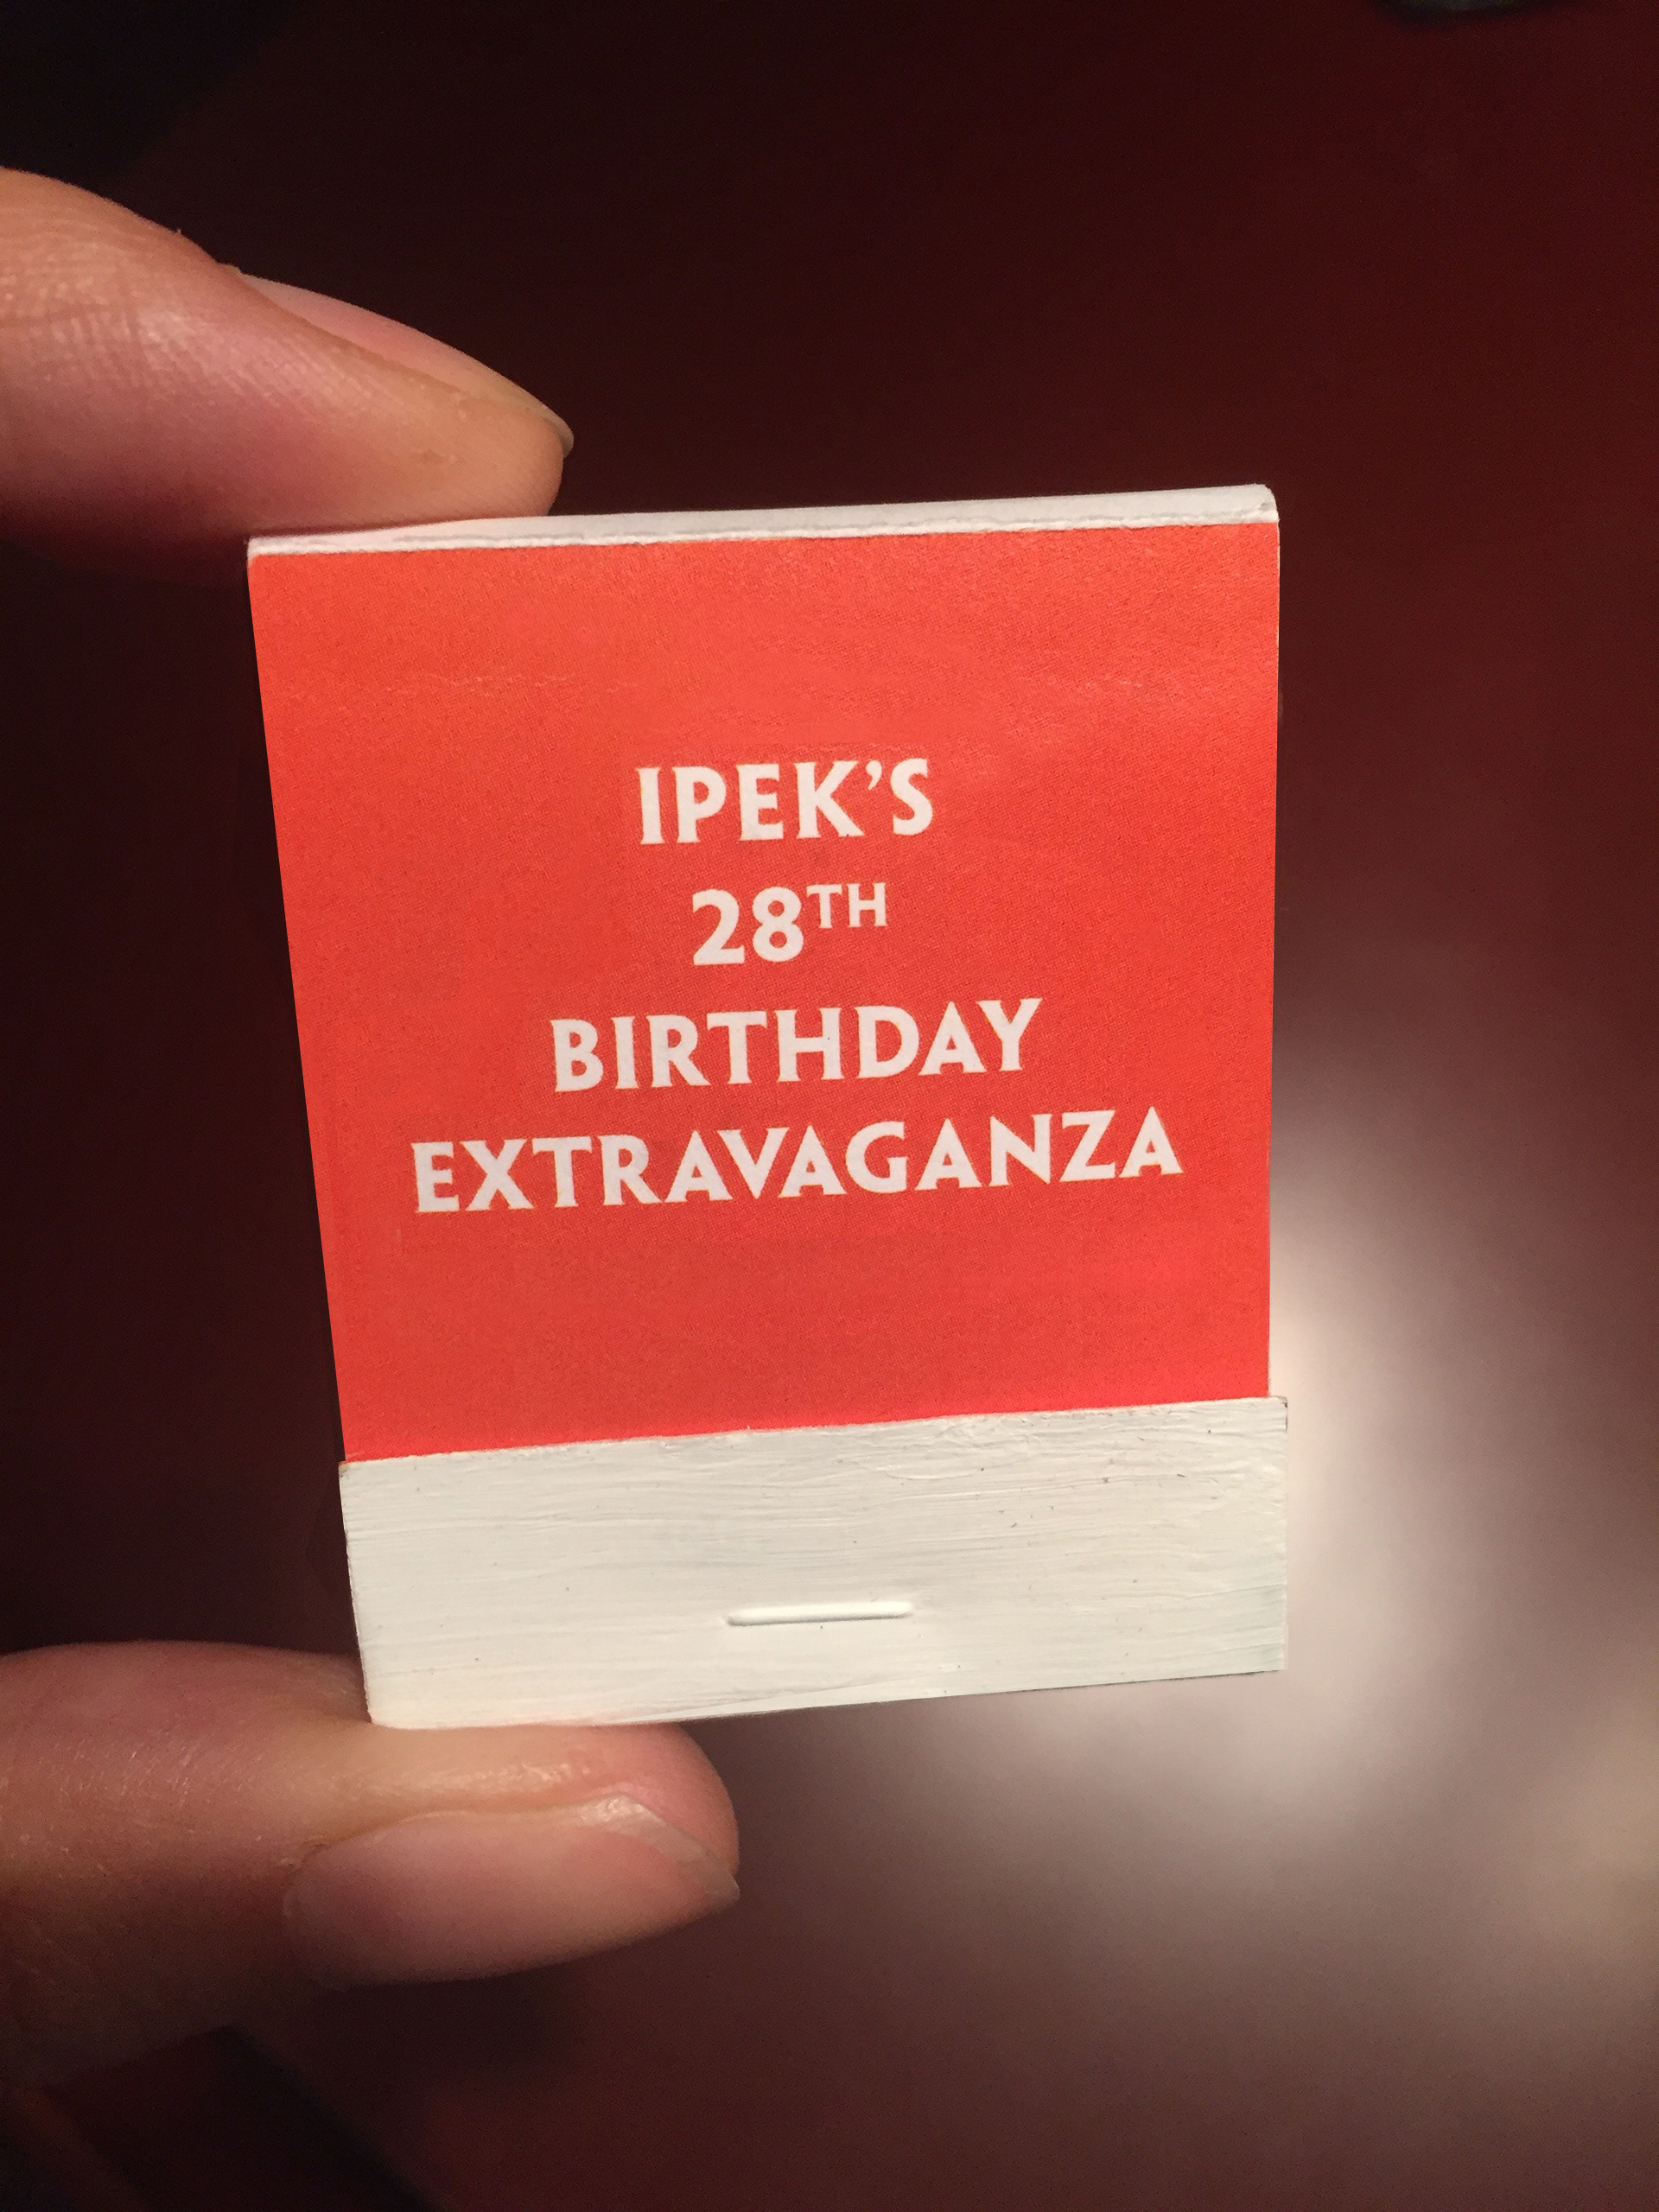 IPEK’S
28TH
BIRTHDAY
EXTRAVAGANZA